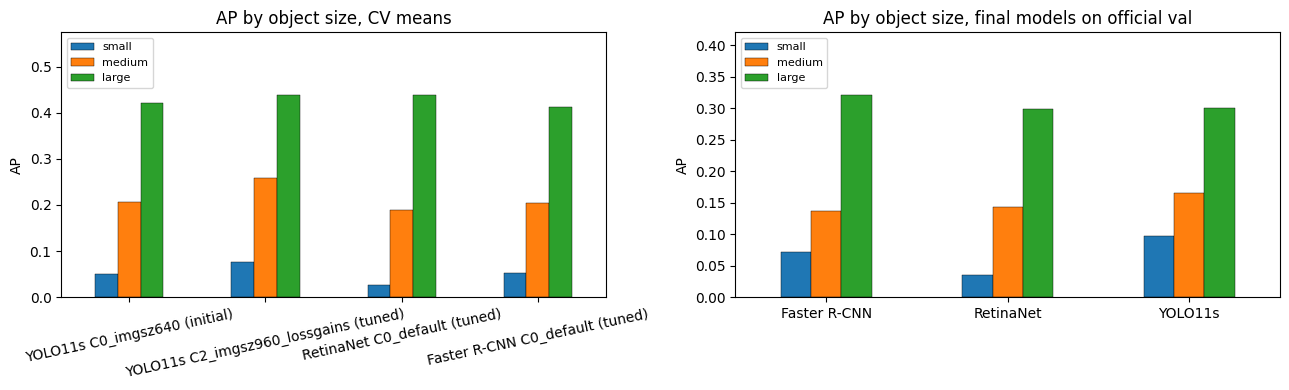 AP by object size, CV means
small
medium
large
AP
0.5
0.4
0.3
0.2
0.1
0.0
YOLO11s C0_imgsz640 (initial)
YOLO11s C2_imgsz960_lossgains (tuned)
RetinaNet C0_default (tuned)
Faster R-CNN C0_default (tuned)
AP by object size, final models on official val
small
medium
large
AP
0.40
0.35
0.30
0.25
0.20
0.15
0.10
0.05
0.00
Faster R-CNN
RetinaNet
YOLO11s